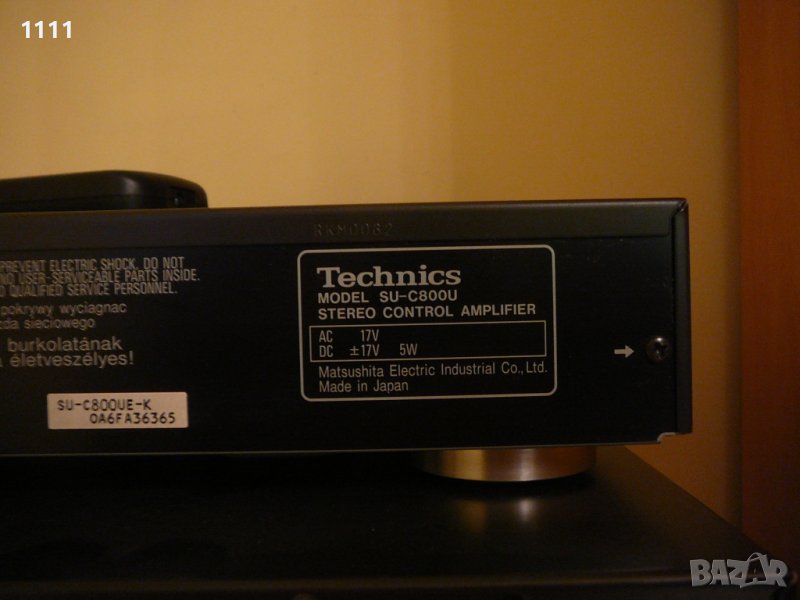 1111
RKM0082
PREVENT ELECTRIC SHOCK, DO NOT
NO USER-SERVICEABLE PARTS INSIDE.
QUALIFIED SERVICE PERSONNEL.
pokrywy wyciagnac
sieciowego
burkolatának
életveszélyes!
SU-C800UE-K
0A6FA36365
Technics
MODEL SU-C800U
STEREO CONTROL AMPLIFIER
AC 17V
DC ±17V 5W
Matsushita Electric Industrial Co., Ltd.
Made in Japan
BAZAR